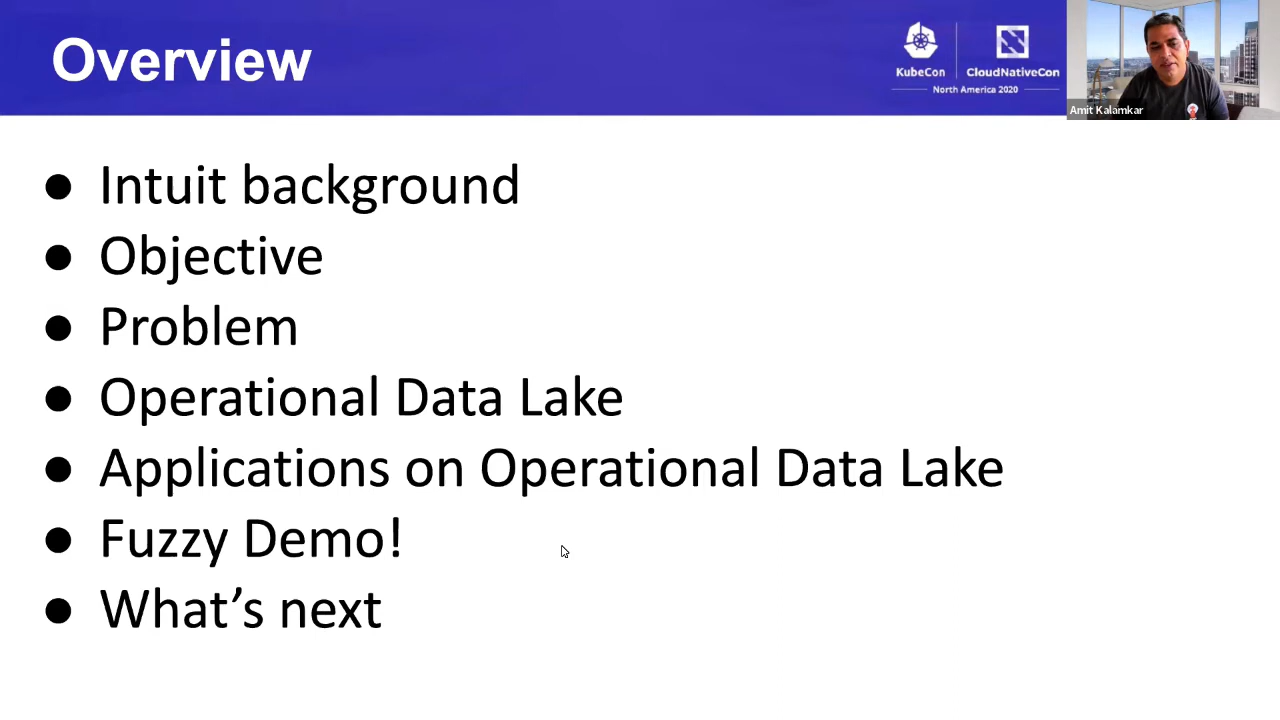 Overview
KubeCon
CloudNativeCon
North America 2020
Amit Kalamkar
● Intuit background
● Objective
● Problem
● Operational Data Lake
● Applications on Operational Data Lake
● Fuzzy Demo!
● What’s next